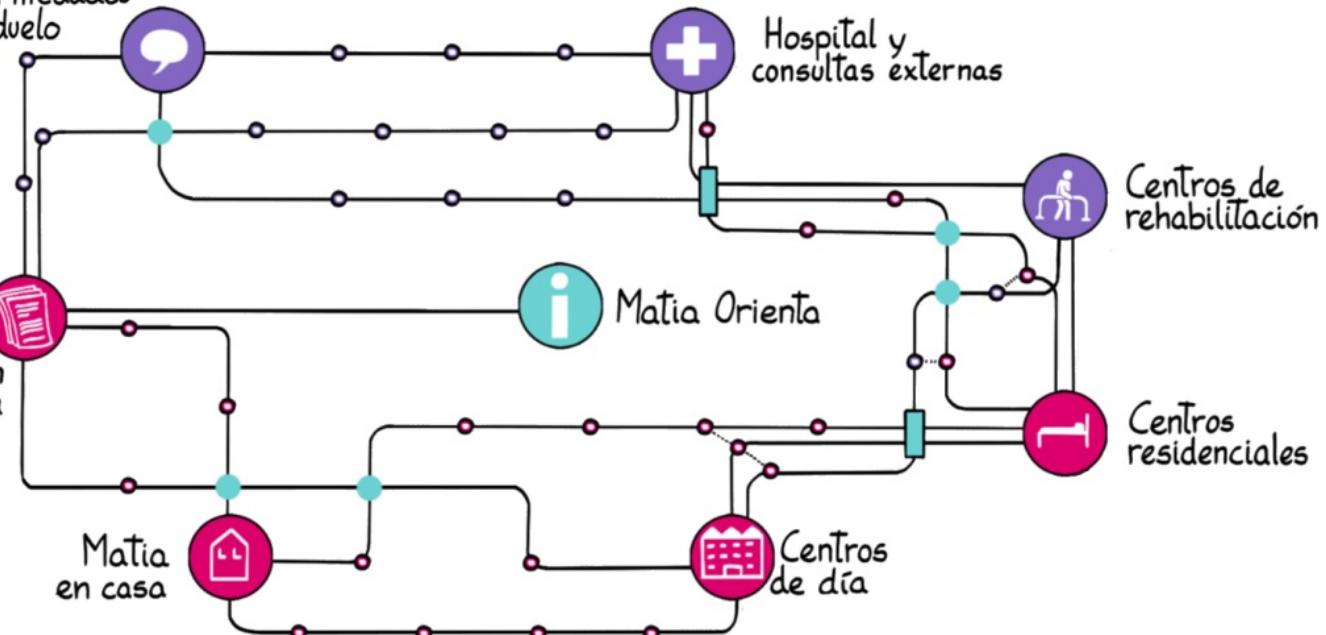 duelo
Hospital y
consultas externas
Centros de
rehabilitación
Matia Orienta
Centros
residenciales
Matia
en casa
Centros
de día